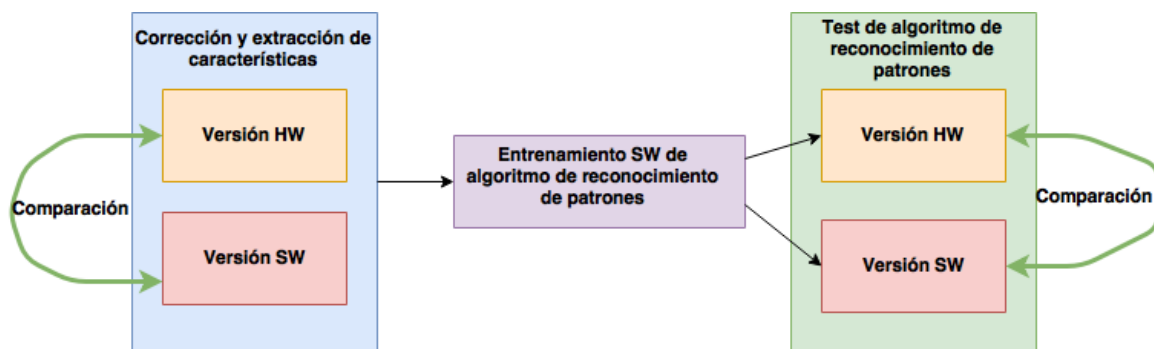 Corrección y extracción de
características
Versión HW
Comparación
Versión SW
Entrenamiento SW de
algoritmo de reconocimiento
de patrones
Test de algoritmo de
reconocimiento de
patrones
Versión HW
Comparación
Versión SW